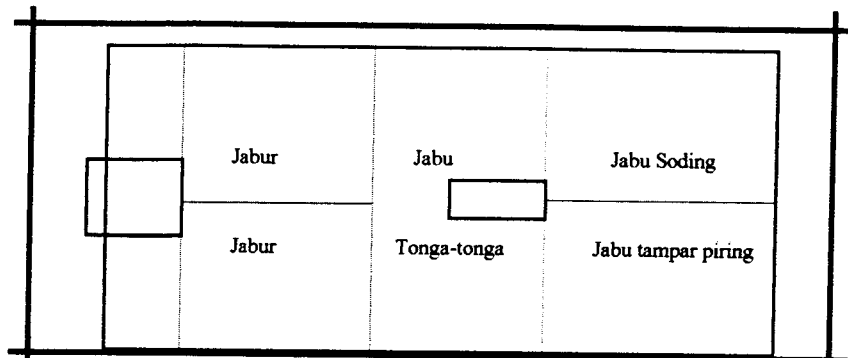 Jabur
Jabu
Jabu Soding
Jabur
Tonga-tonga
Jabu tampar piring